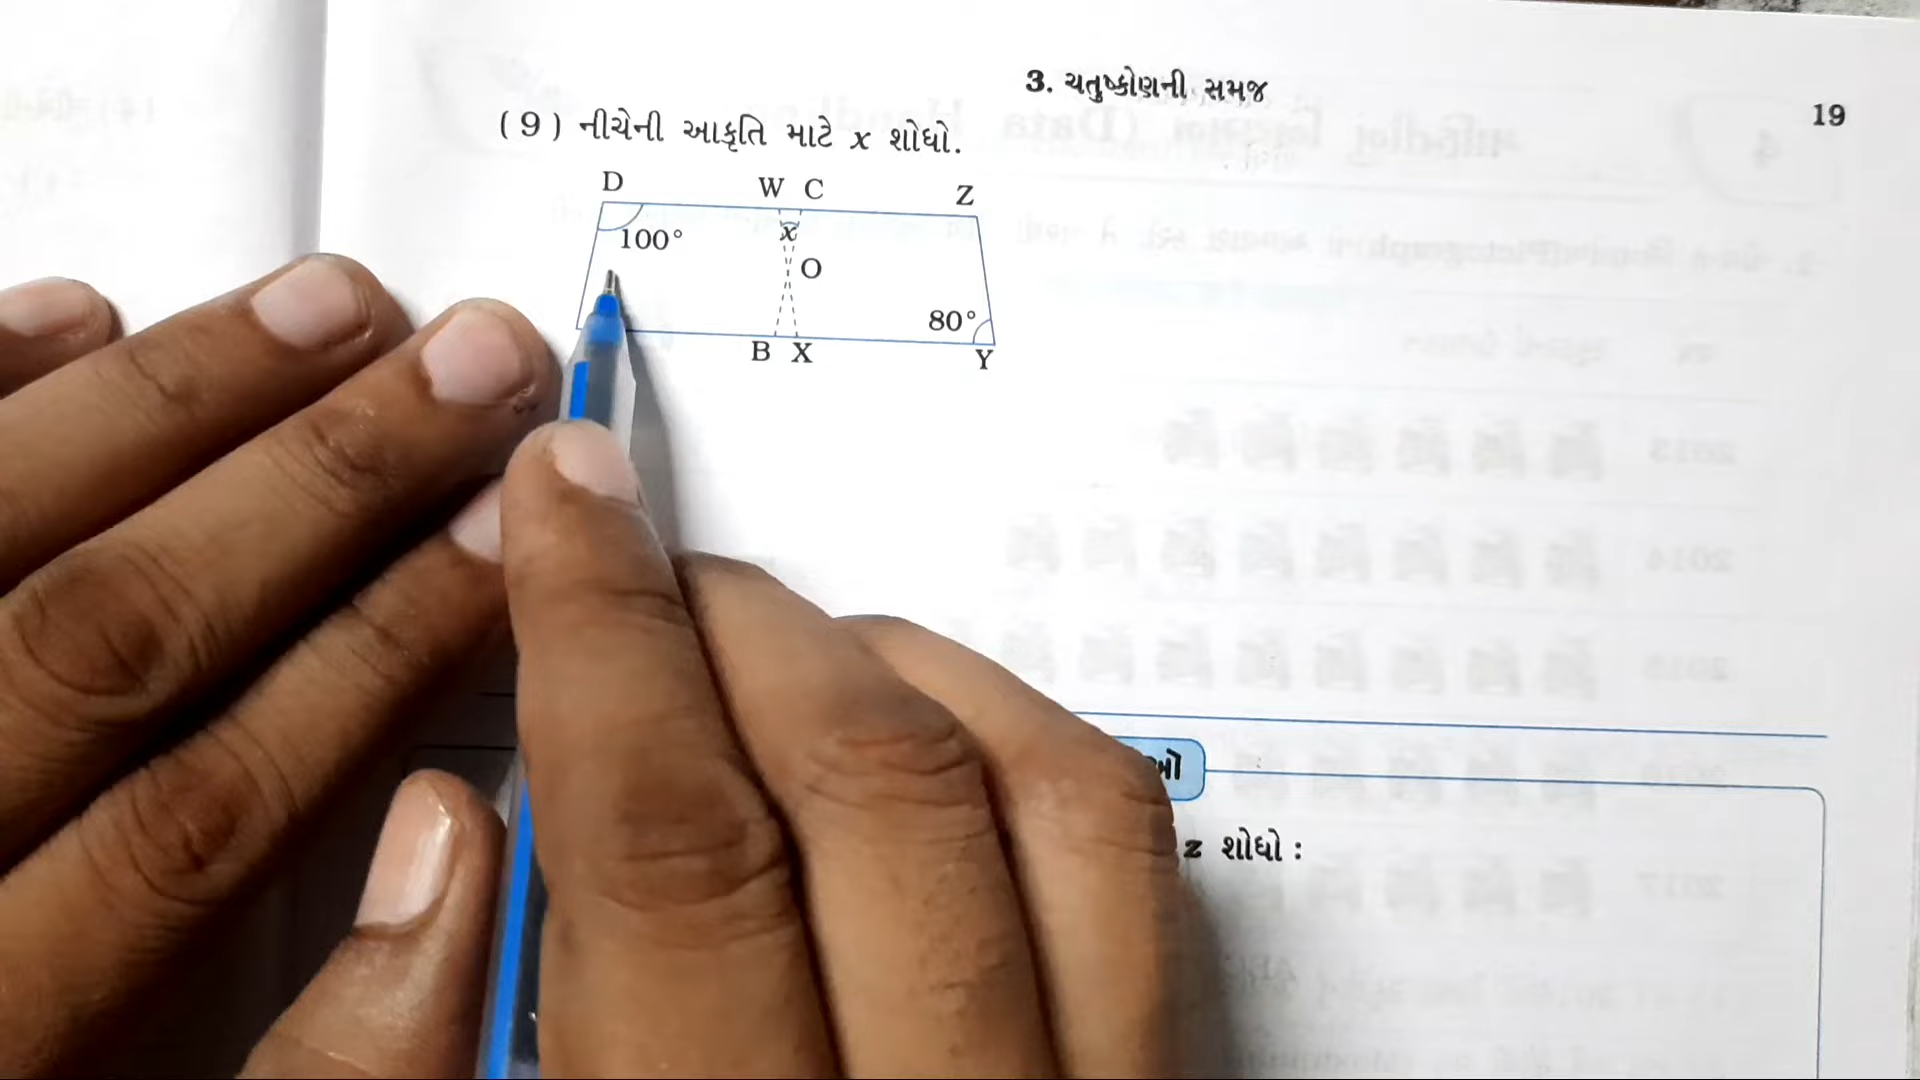 3. ચતુષ્કોણની સમજ
19
(9) નીચેની આકૃતિ માટે x શોધો.
D W C Z
100° x
O
80°
B X Y
z શોધો :